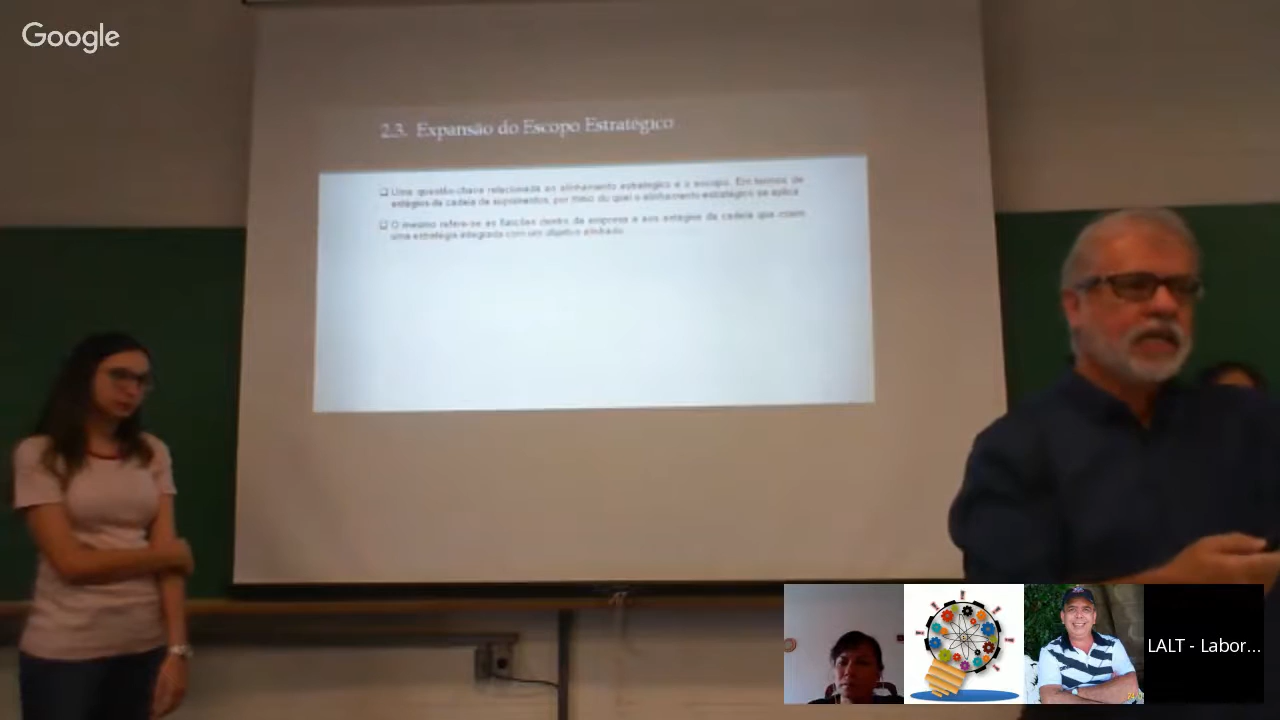 Google
2.3. Expansão do Escopo Estratégico
Uma questão-chave relacionada ao alinhamento estratégico é o escopo. Em termos de
estágios da cadeia de suprimentos, por meio do qual o alinhamento estratégico se aplica
O mesmo refere-se as funções dentro da empresa e aos estágios da cadeia que criam
uma estratégia integrada com um objetivo alinhado
LALT - Labor...